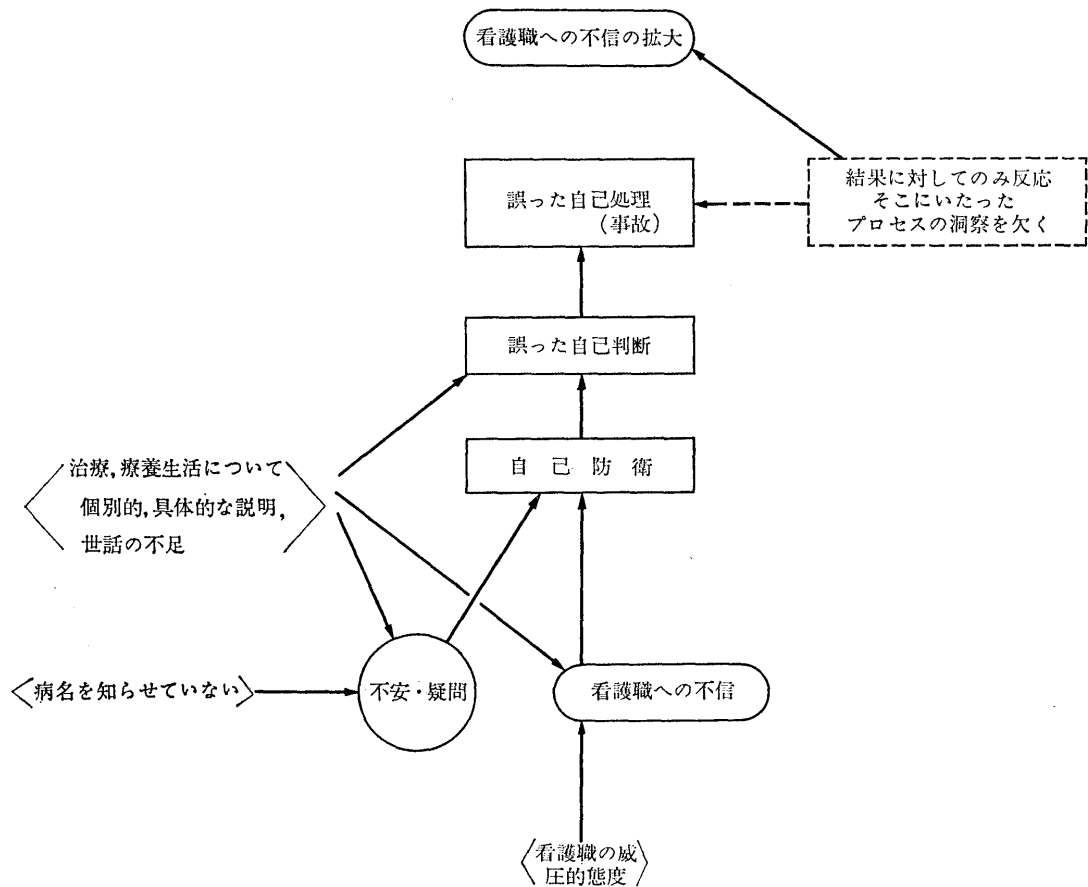 看護職への不信の拡大
結果に対してのみ反応
そこにいたった
プロセスの洞察を欠く
誤った自己処理
(事故)
誤った自己判断
自己防衛
治療,療養生活について
個別的,具体的な説明,
世話の不足
病名を知らせていない
不安・疑問
看護職への不信
看護職の威
圧的態度